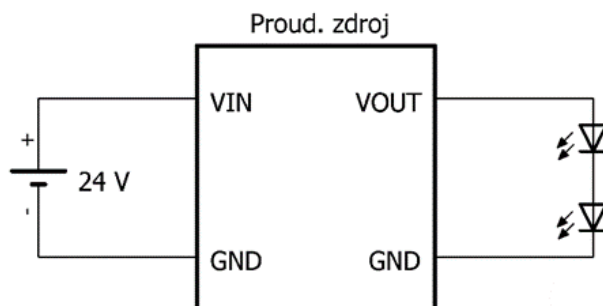 Proud. zdroj
VIN
VOUT
+
24 V
-
GND
GND